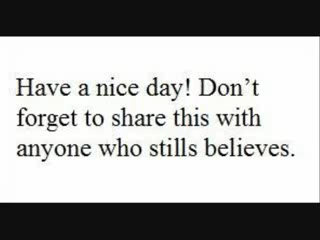 Have a nice day! Don’t
forget to share this with
anyone who stills believes.